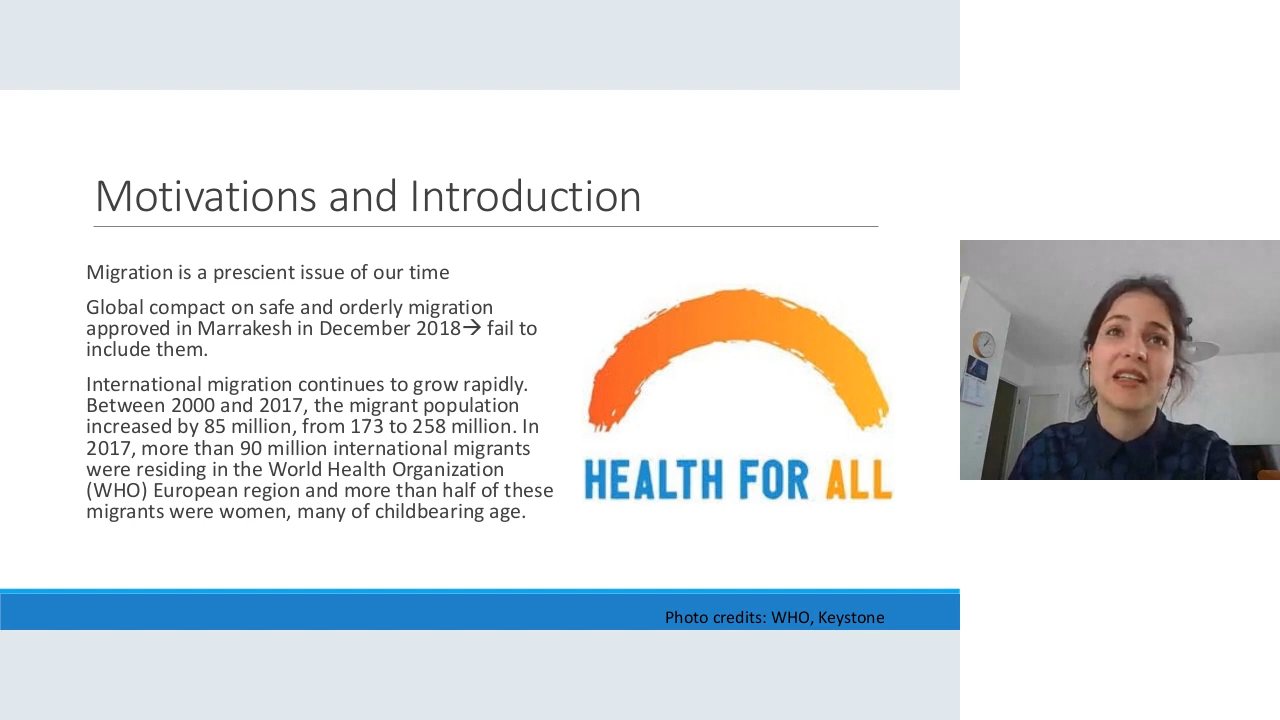 Motivations and Introduction
Migration is a prescient issue of our time
Global compact on safe and orderly migration
approved in Marrakesh in December 2018→ fail to
include them.
International migration continues to grow rapidly.
Between 2000 and 2017, the migrant population
increased by 85 million, from 173 to 258 million. In
2017, more than 90 million international migrants
were residing in the World Health Organization
(WHO) European region and more than half of these
migrants were women, many of childbearing age.
HEALTH FOR ALL
Photo credits: WHO, Keystone